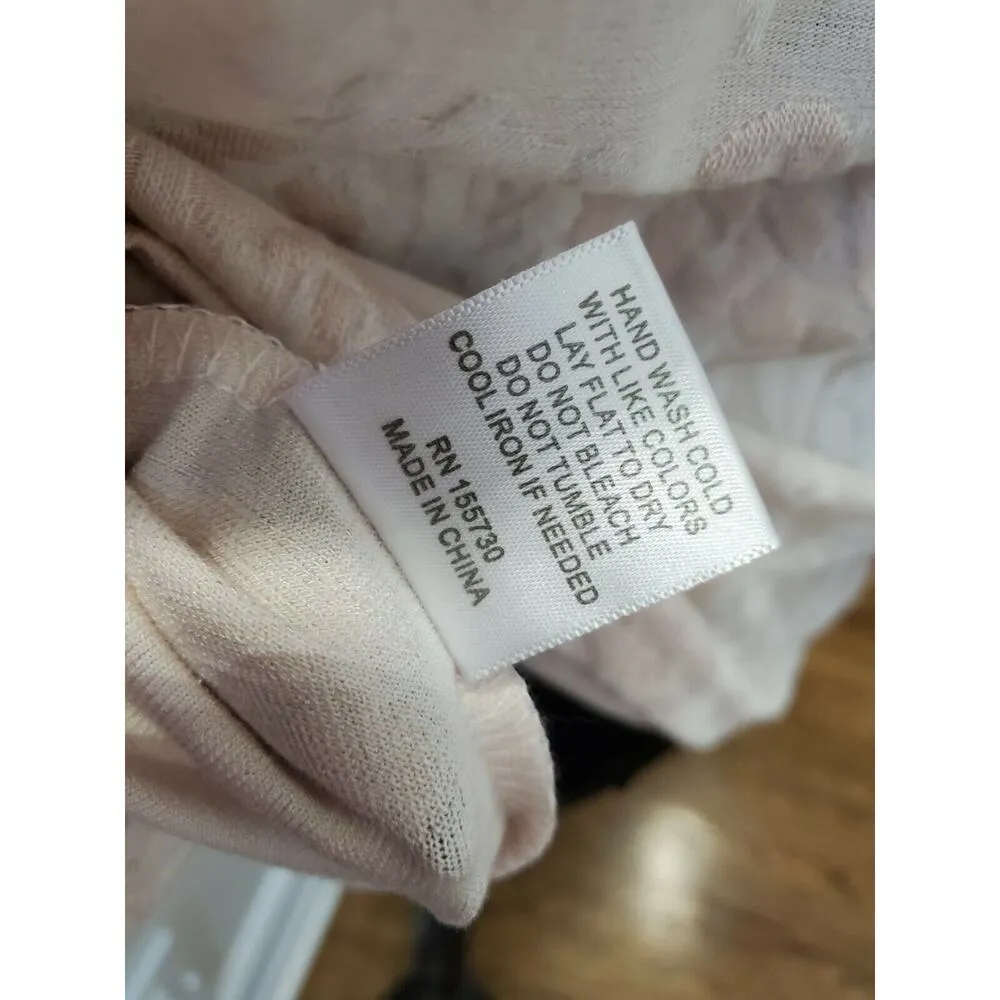 HAND WASH COLD
WITH LIKE COLORS
LAY FLAT TO DRY
DO NOT BLEACH
DO NOT TUMBLE
COOL IRON IF NEEDED
RN 155730
MADE IN CHINA